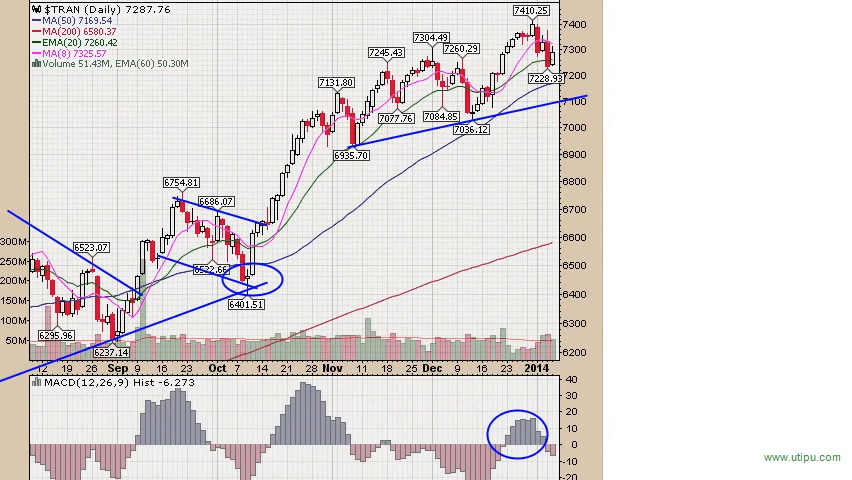 $TRAN (Daily) 7287.76
MA(50) 7169.54
MA(200) 6580.37
EMA(20) 7260.42
MA(8) 7325.57
Volume 51.43M, EMA(60) 50.30M
7410.25
7400
7304.49
7260.29
7245.43
7300
7131.80
7200
7228.93
7077.76
7084.85
7100
7036.12
7000
6935.70
6900
6754.81
6800
6686.07
6700
6523.07
6600
300M
6522.66
6500
250M
200M
6401.51
6400
150M
100M
6295.96
6300
50M
6237.14
6200
12 19 26 Sep 9 16 23 Oct 7 14 21 28 Nov 11 18 25 Dec 9 16 23 2014
MACD(12,26,9) Hist -6.273
40
30
20
10
0
-10
-20
www.utipu.com